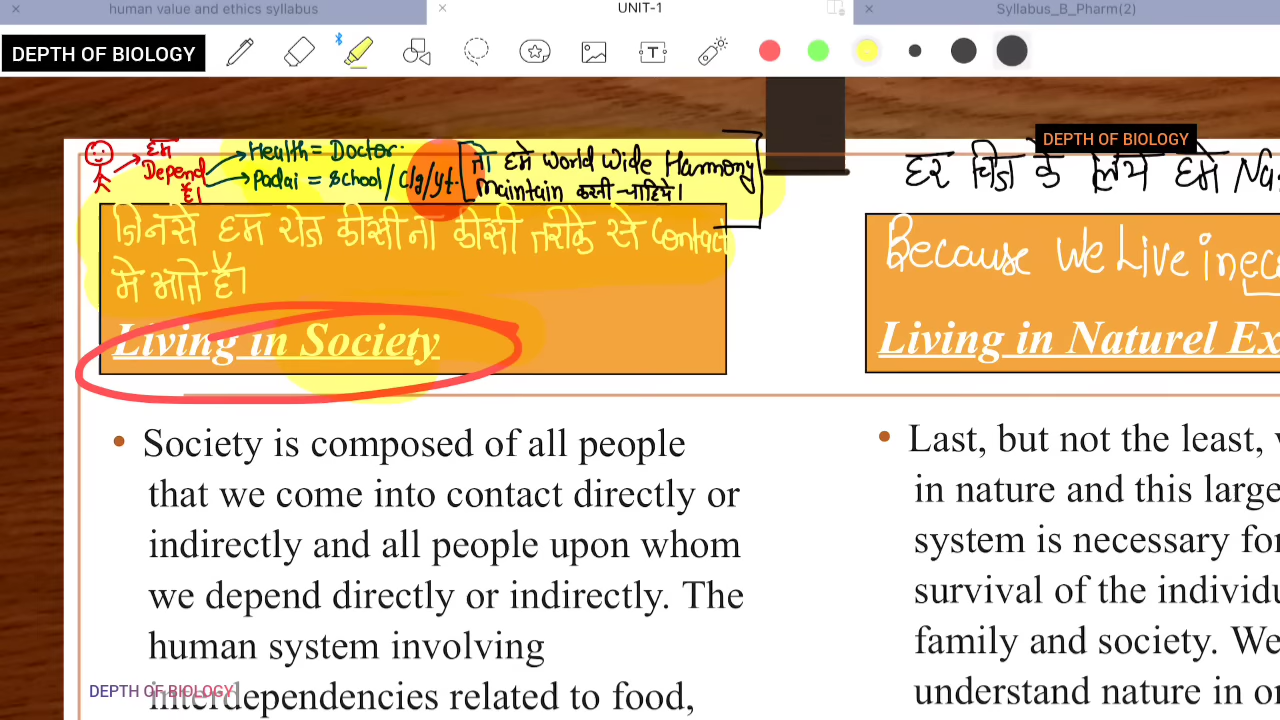 human value and ethics syllabus
UNIT-1
Syllabus_B_Pharm(2)
DEPTH OF BIOLOGY
T
DEPTH OF BIOLOGY
हम
Depend
है।
Health = Doctor.
Padai = School / Clg/yt.
तो हमे World Wide Harmony
Maintain करनी चाहिये।
जिनसे हम रोज कीसी ना कीसी तरीके से Contact
मे आते है।
Living in Society
• Society is composed of all people
that we come into contact directly or
indirectly and all people upon whom
we depend directly or indirectly. The
human system involving
interdependencies related to food,
हर चिज के लिये हमे
Because We Live in
Living in Naturel Ex
• Last, but not the least,
in nature and this large
system is necessary for
survival of the individu
family and society. We
understand nature in or
DEPTH OF BIOLOGY